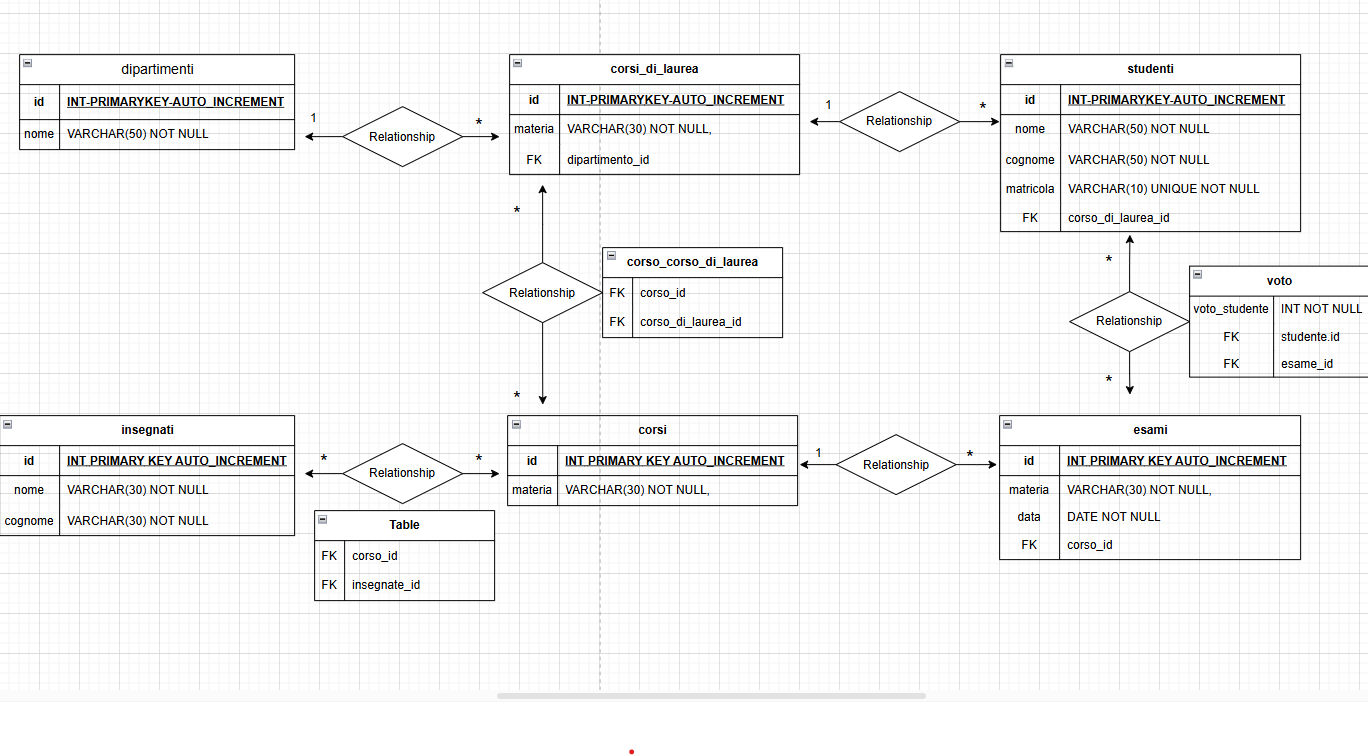 dipartimenti
id INT-PRIMARYKEY-AUTO_INCREMENT
nome VARCHAR(50) NOT NULL
1
Relationship
*
corsi_di_laurea
id INT-PRIMARYKEY-AUTO_INCREMENT
materia VARCHAR(30) NOT NULL,
FK dipartimento_id
1
Relationship
*
studenti
id INT-PRIMARYKEY-AUTO_INCREMENT
nome VARCHAR(50) NOT NULL
cognome VARCHAR(50) NOT NULL
matricola VARCHAR(10) UNIQUE NOT NULL
FK corso_di_laurea_id
*
Relationship
*
corso_corso_di_laurea
FK corso_id
FK corso_di_laurea_id
*
Relationship
*
voto
voto_studente INT NOT NULL
FK studente.id
FK esame_id
insegnati
id INT PRIMARY KEY AUTO_INCREMENT
nome VARCHAR(30) NOT NULL
cognome VARCHAR(30) NOT NULL
*
Relationship
*
Table
FK corso_id
FK insegnate_id
corsi
id INT PRIMARY KEY AUTO_INCREMENT
materia VARCHAR(30) NOT NULL,
1
Relationship
*
esami
id INT PRIMARY KEY AUTO_INCREMENT
materia VARCHAR(30) NOT NULL,
data DATE NOT NULL
FK corso_id